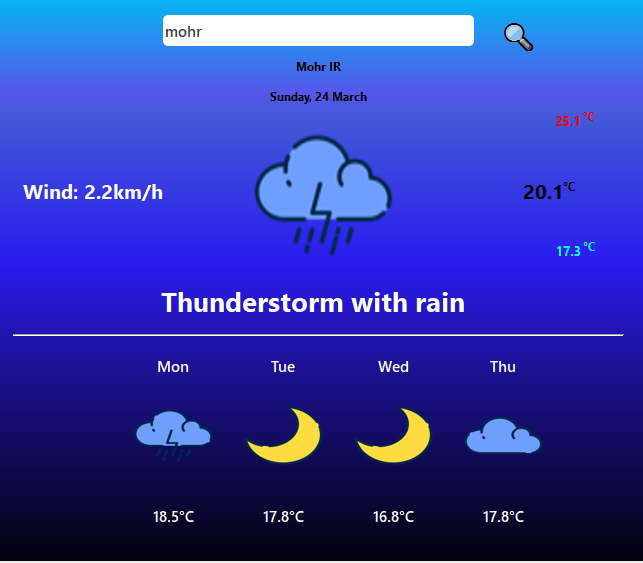 mohr
Mohr IR
Sunday, 24 March
25.1°C
Wind: 2.2km/h
20.1°C
17.3°C
Thunderstorm with rain
Mon Tue Wed Thu
18.5°C 17.8°C 16.8°C 17.8°C